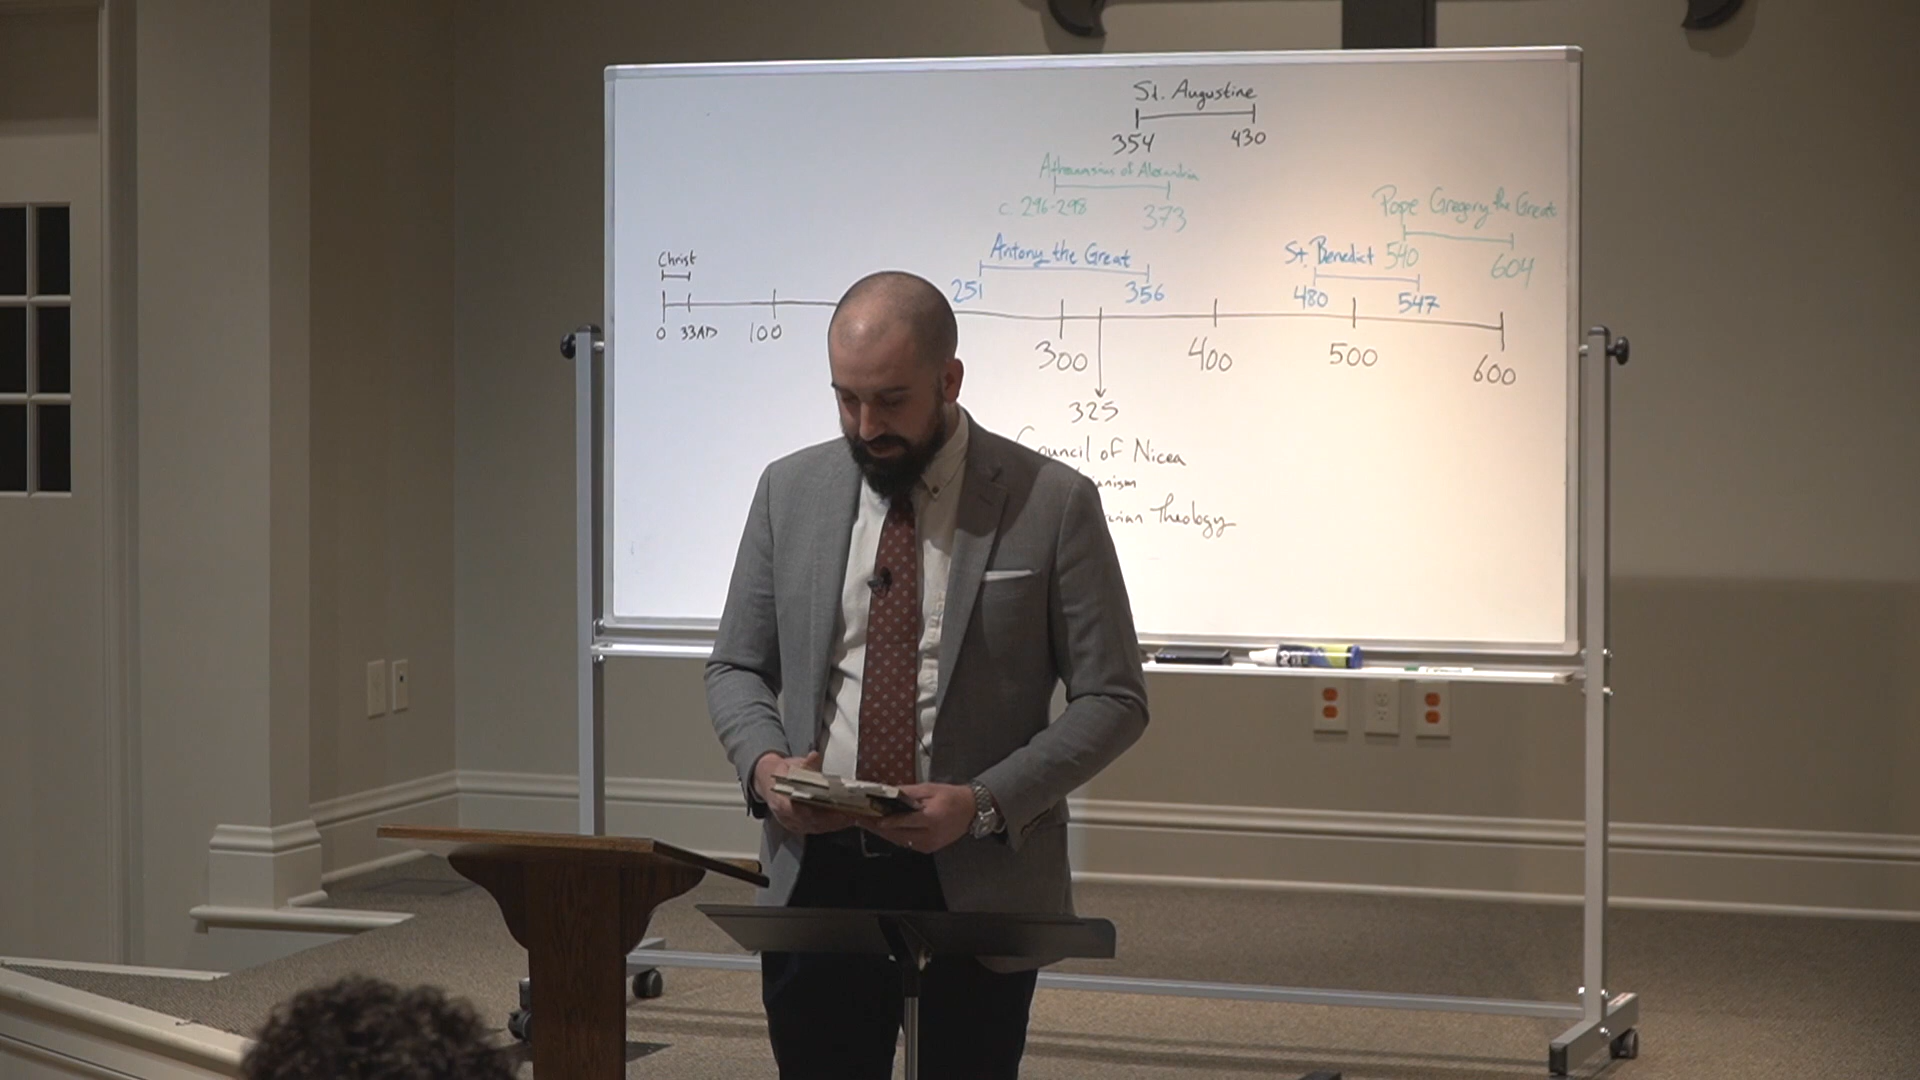 St. Augustine
354 430
Athanasius of Alexandria
c. 296-298 373
Pope Gregory the Great
540 604
Christ
Antony the Great
251 356
St. Benedict
480 547
0 33AD 100 300 400 500 600
325
Council of Nicea
Theology